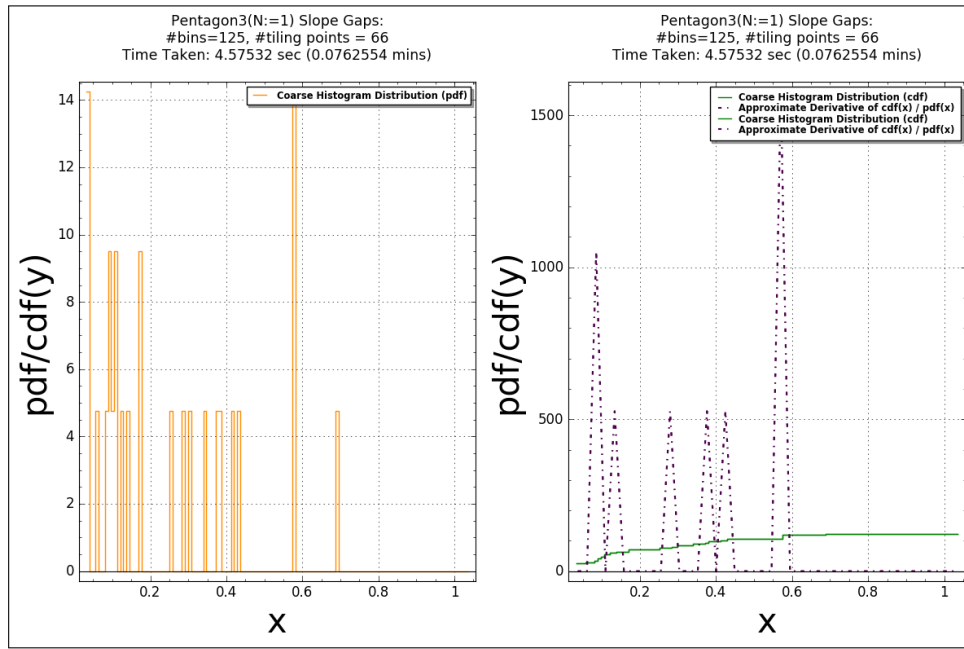 Pentagon3(N:=1) Slope Gaps:
#bins=125, #tiling points = 66
Time Taken: 4.57532 sec (0.0762554 mins)
Coarse Histogram Distribution (pdf)
14
12
10
8
6
4
2
0
0.2
0.4
0.6
0.8
1
pdf/cdf(y)
x
Pentagon3(N:=1) Slope Gaps:
#bins=125, #tiling points = 66
Time Taken: 4.57532 sec (0.0762554 mins)
Coarse Histogram Distribution (cdf)
Approximate Derivative of cdf(x) / pdf(x)
Coarse Histogram Distribution (cdf)
Approximate Derivative of cdf(x) / pdf(x)
1500
1000
500
0
0.2
0.4
0.6
0.8
1
pdf/cdf(y)
x